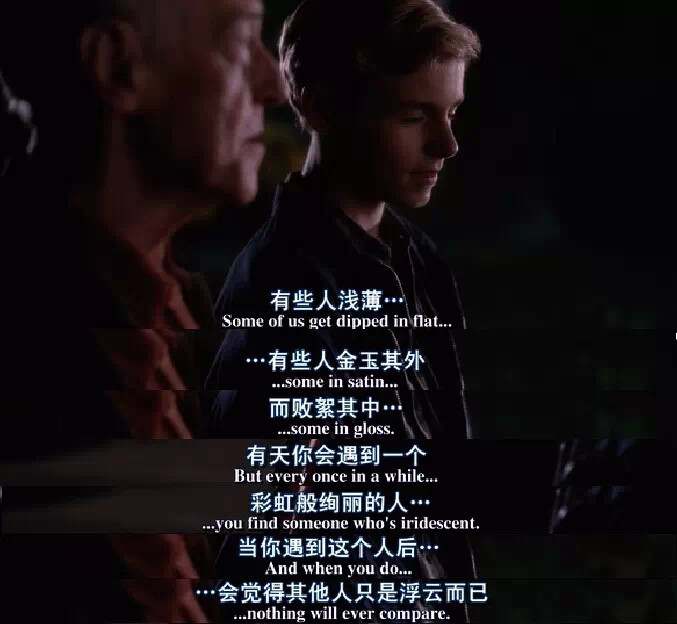 有些人浅薄…
Some of us get dipped in flat...
…有些人金玉其外
...some in satin...
而败絮其中…
...some in gloss.
有天你会遇到一个
But every once in a while...
彩虹般绚丽的人…
...you find someone who's iridescent.
当你遇到这个人后…
And when you do...
…会觉得其他人只是浮云而已
...nothing will ever compare.